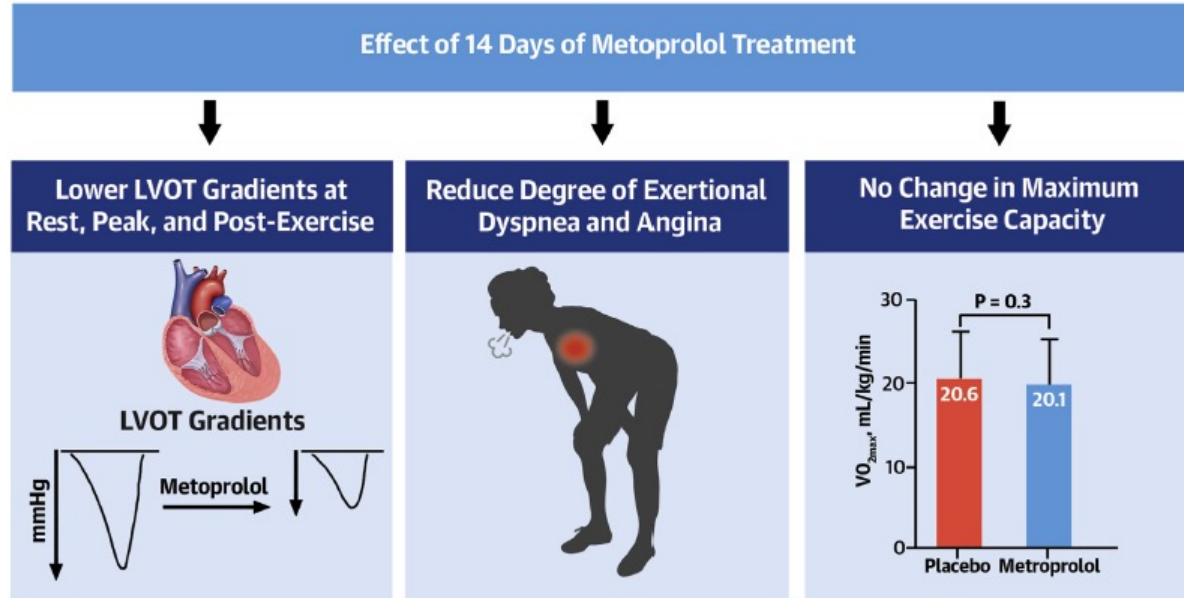 Effect of 14 Days of Metoprolol Treatment
Lower LVOT Gradients at
Rest, Peak, and Post-Exercise
LVOT Gradients
mmHg
Metoprolol
Reduce Degree of Exertional
Dyspnea and Angina
No Change in Maximum
Exercise Capacity
VO2max, mL/kg/min
30
20
10
0
P = 0.3
20.6
20.1
Placebo
Metroprolol